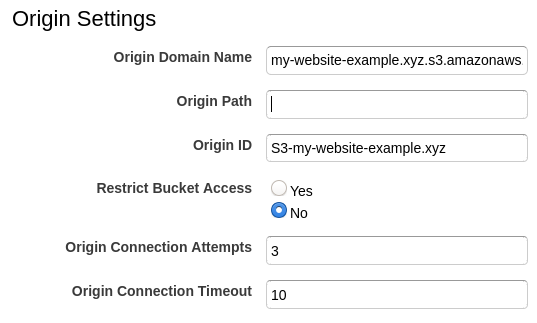 Origin Settings
Origin Domain Name my-website-example.xyz.s3.amazonaws.
Origin Path
Origin ID S3-my-website-example.xyz
Restrict Bucket Access Yes
No
Origin Connection Attempts 3
Origin Connection Timeout 10